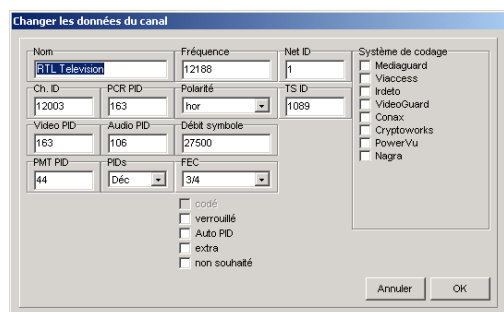 Changer les données du canal
Nom
Fréquence
Net ID
Système de codage
RTL Television
12188
1
Mediaguard
Viaccess
Irdeto
VideoGuard
Conax
Cryptoworks
PowerVu
Nagra
Ch. ID
PCR PID
Polarité
TS ID
12003
163
hor
1089
Video PID
Audio PID
Débit symbole
163
106
27500
PMT PID
PIDs
FEC
44
Déc
3/4
codé
verrouillé
Auto PID
extra
non souhaité
Annuler
OK